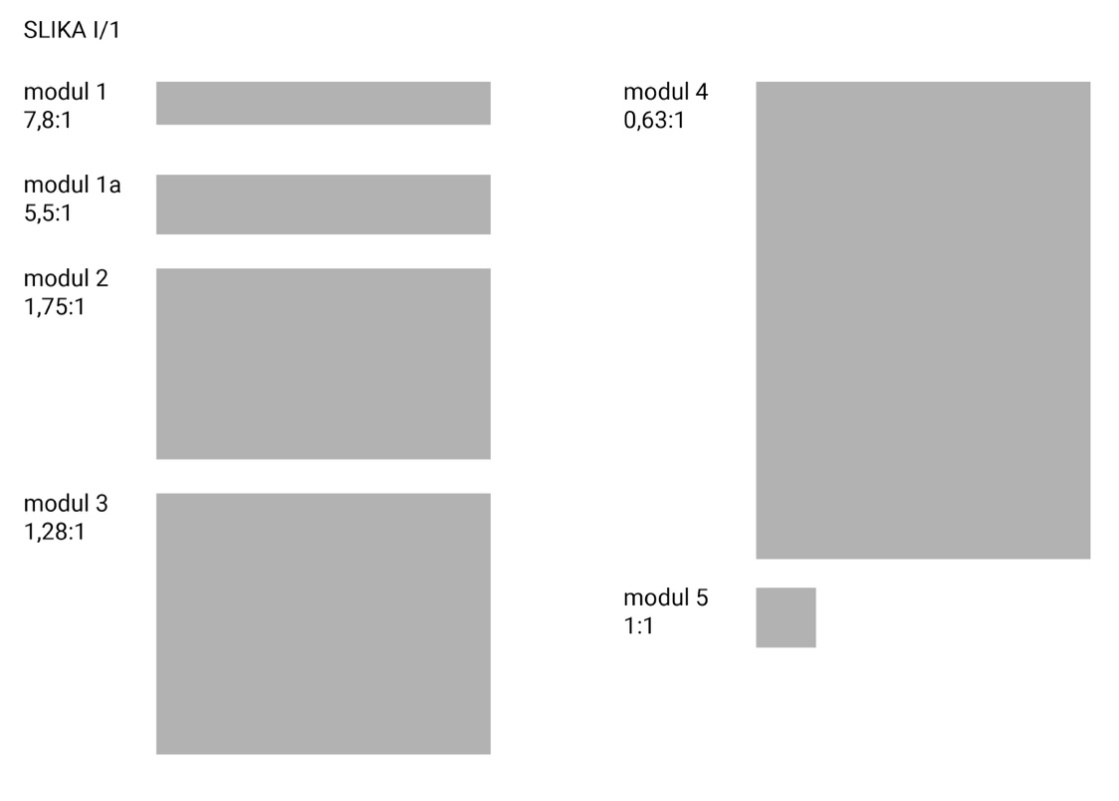 SLIKA I/1
modul 1
7,8:1
modul 1a
5,5:1
modul 2
1,75:1
modul 3
1,28:1
modul 4
0,63:1
modul 5
1:1